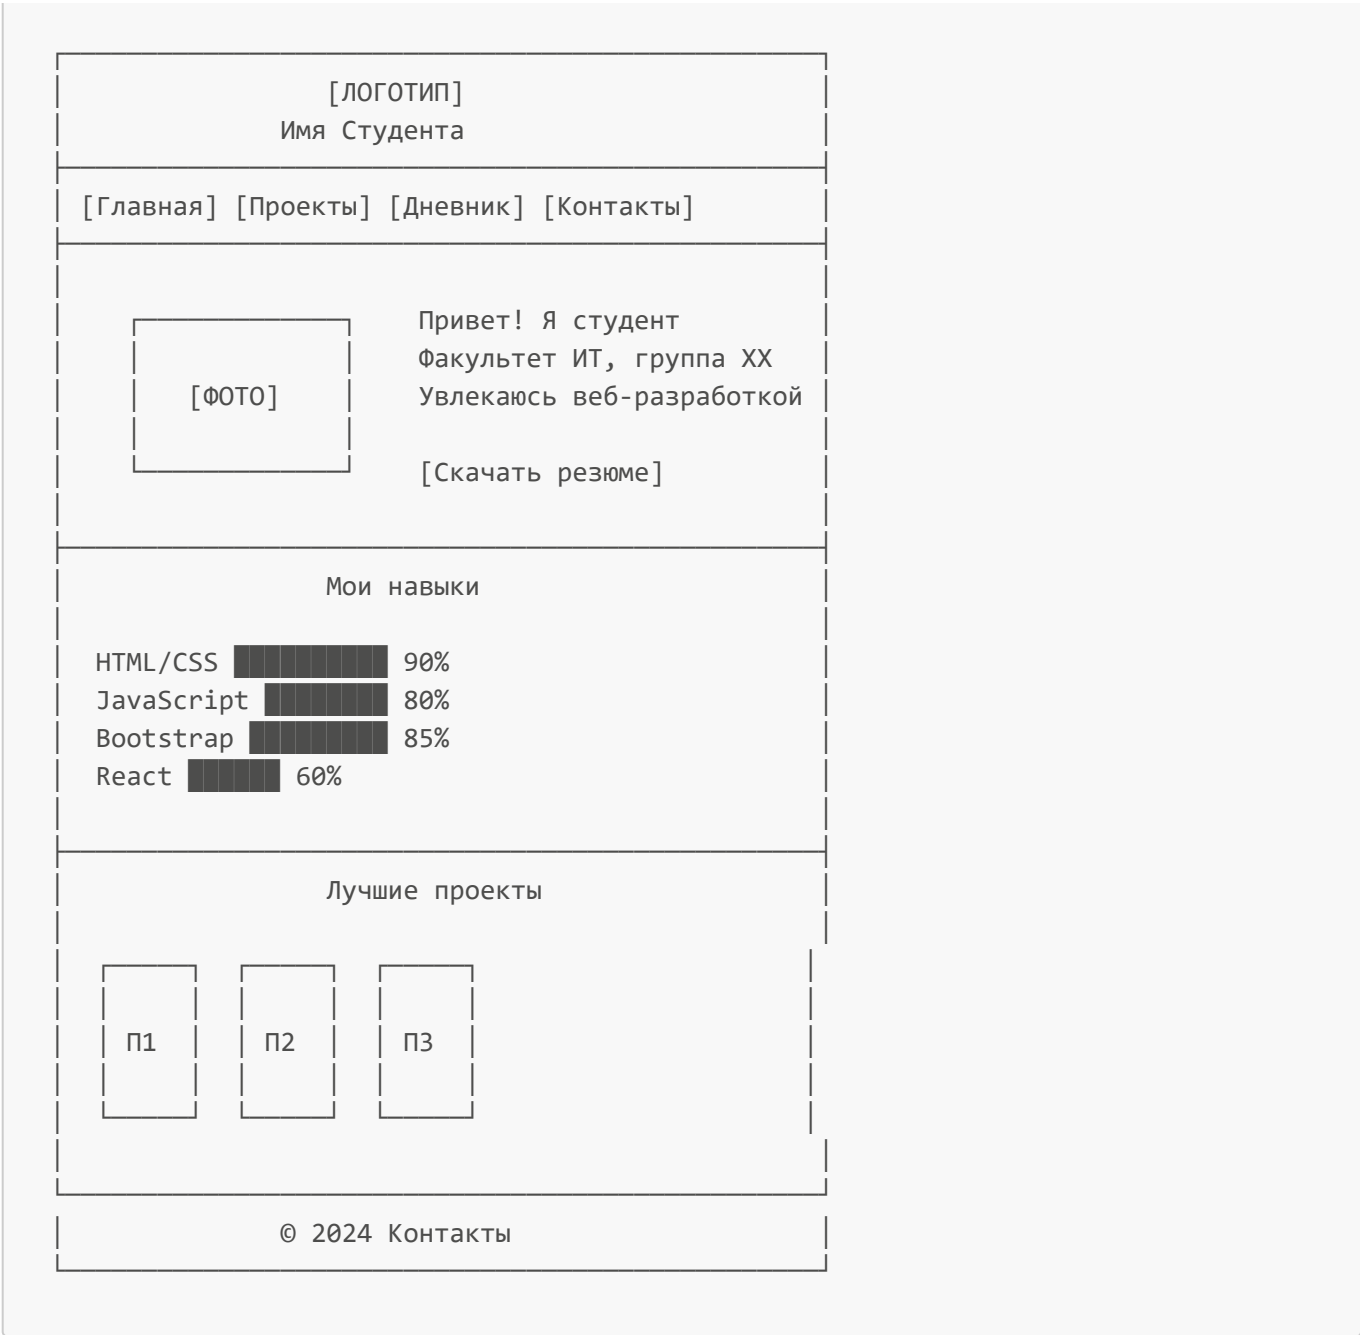 [ЛОГОТИП]
Имя Студента
[Главная] [Проекты] [Дневник] [Контакты]
Привет! Я студент
Факультет ИТ, группа XX
[ФОТО] Увлекаюсь веб-разработкой
[Скачать резюме]
Мои навыки
HTML/CSS ██████████ 90%
JavaScript ████████ 80%
Bootstrap █████████ 85%
React ██████ 60%
Лучшие проекты
П1 П2 П3
© 2024 Контакты